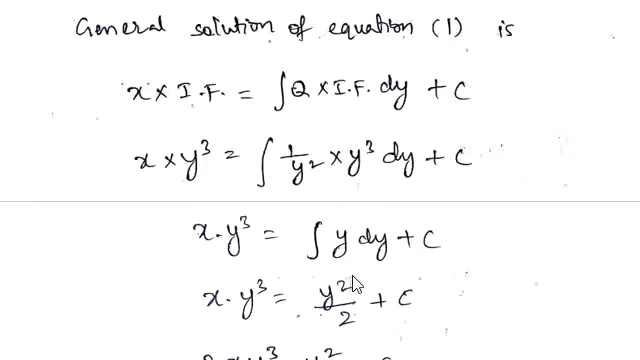 General solution of equation (1) is
x × I.F. = ∫Q × I.F. dy + C
x × y³ = ∫ 1/y² × y³ dy + C
x · y³ = ∫ y dy + C
x · y³ = y²/2 + C